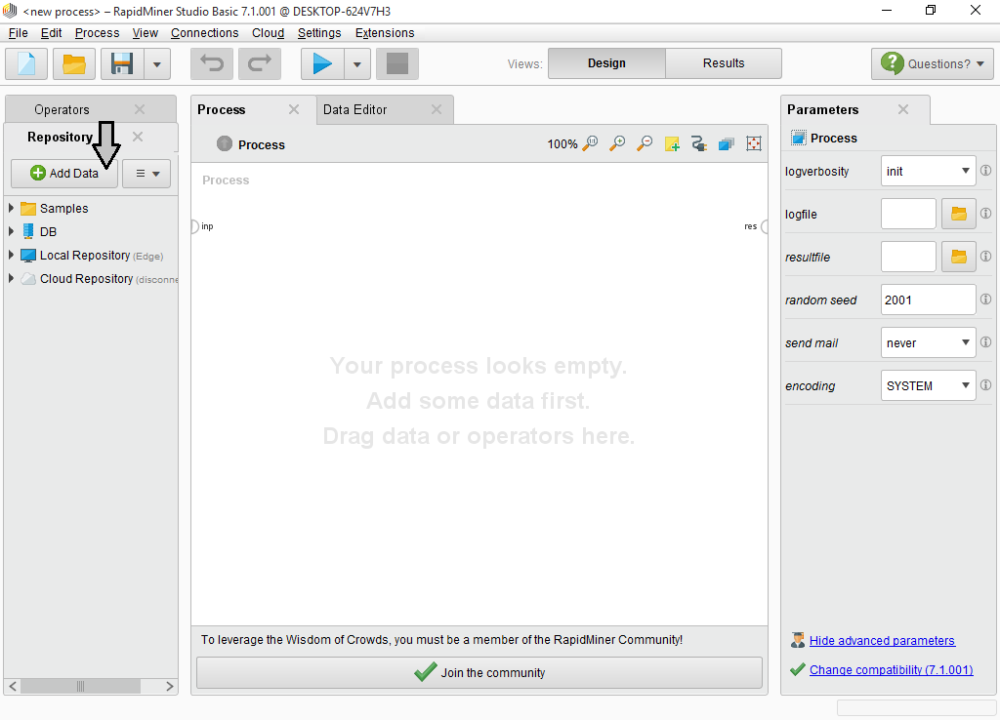 <new process> – RapidMiner Studio Basic 7.1.001 @ DESKTOP-624V7H3
File Edit Process View Connections Cloud Settings Extensions
Views: Design Results Questions?
Operators
Repository
Add Data
Samples
DB
Local Repository (Edge)
Cloud Repository (disconne
Process Data Editor
Process 100%
Process
inp res
Your process looks empty.
Add some data first.
Drag data or operators here.
To leverage the Wisdom of Crowds, you must be a member of the RapidMiner Community!
Join the community
Parameters
Process
logverbosity init
logfile
resultfile
random seed 2001
send mail never
encoding SYSTEM
Hide advanced parameters
Change compatibility (7.1.001)